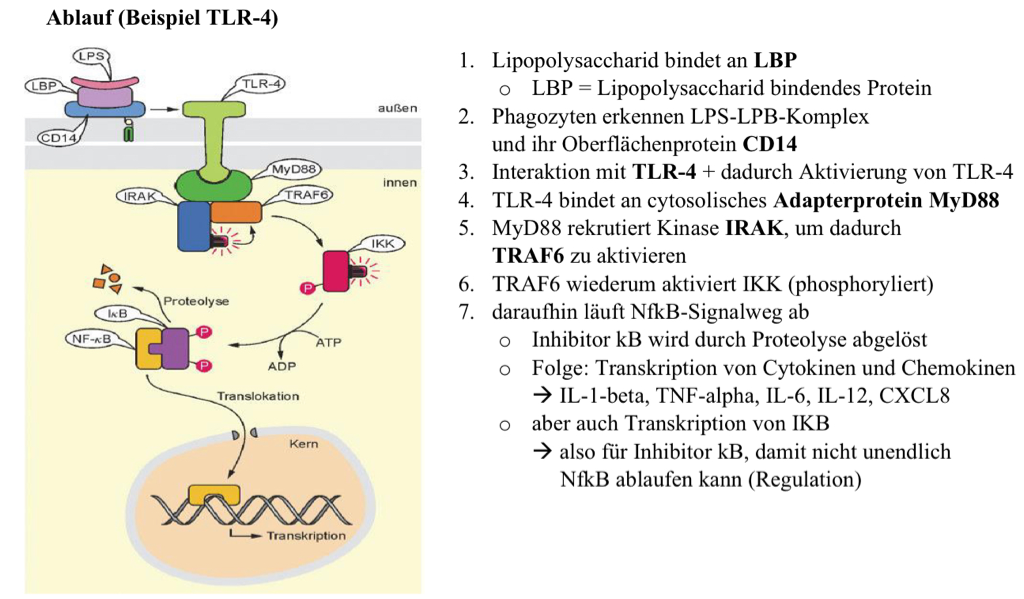 Ablauf (Beispiel TLR-4)
LPS
LBP
TLR-4
außen
CD14
MyD88
innen
IRAK
TRAF6
IKK
P
Proteolyse
IκB
P
NF-κB
ATP
P
ADP
Translokation
Kern
Transkription
1. Lipopolysaccharid bindet an LBP
o LBP = Lipopolysaccharid bindendes Protein
2. Phagozyten erkennen LPS-LPB-Komplex
und ihr Oberflächenprotein CD14
3. Interaktion mit TLR-4 + dadurch Aktivierung von TLR-4
4. TLR-4 bindet an cytosolisches Adapterprotein MyD88
5. MyD88 rekrutiert Kinase IRAK, um dadurch
TRAF6 zu aktivieren
6. TRAF6 wiederum aktiviert IKK (phosphoryliert)
7. daraufhin läuft NfkB-Signalweg ab
o Inhibitor kB wird durch Proteolyse abgelöst
o Folge: Transkription von Cytokinen und Chemokinen
→ IL-1-beta, TNF-alpha, IL-6, IL-12, CXCL8
o aber auch Transkription von IKB
→ also für Inhibitor kB, damit nicht unendlich
NfkB ablaufen kann (Regulation)